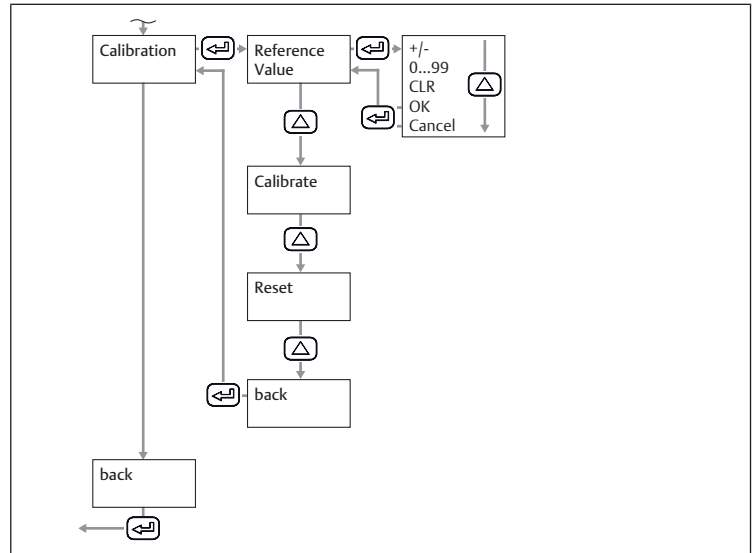 Calibration
Reference
Value
+/-
0...99
CLR
OK
Cancel
Calibrate
Reset
back
back